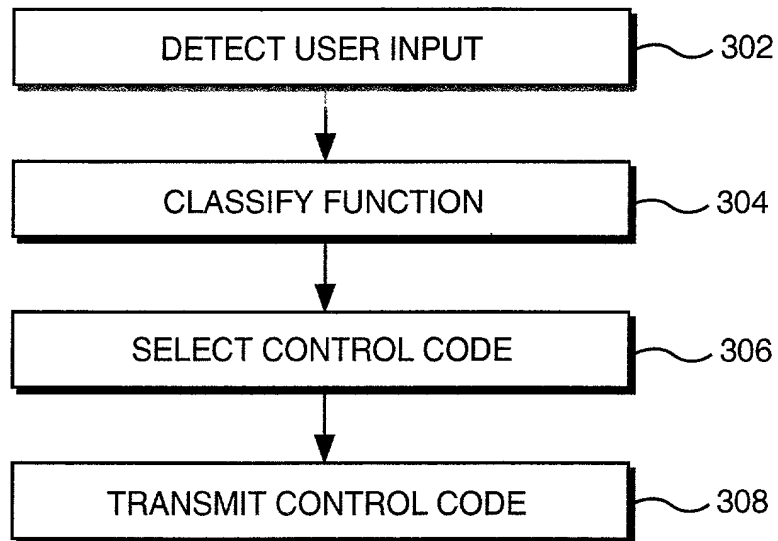 DETECT USER INPUT 302
CLASSIFY FUNCTION 304
SELECT CONTROL CODE 306
TRANSMIT CONTROL CODE 308